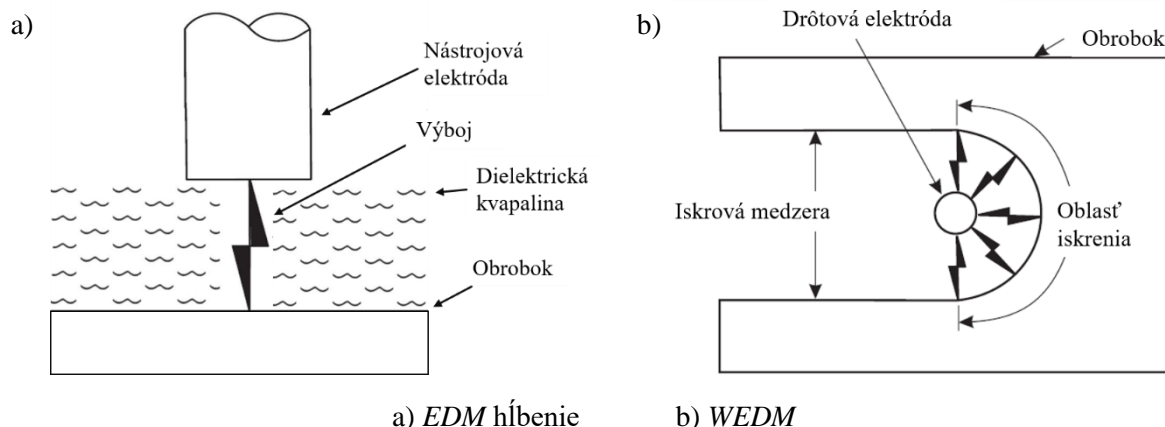 a)
Nástrojová
elektróda
Výboj
Dielektrická
kvapalina
Obrobok
b)
Drôtová elektróda
Obrobok
Iskrová medzera
Oblasť
iskrenia
a) EDM hĺbenie b) WEDM